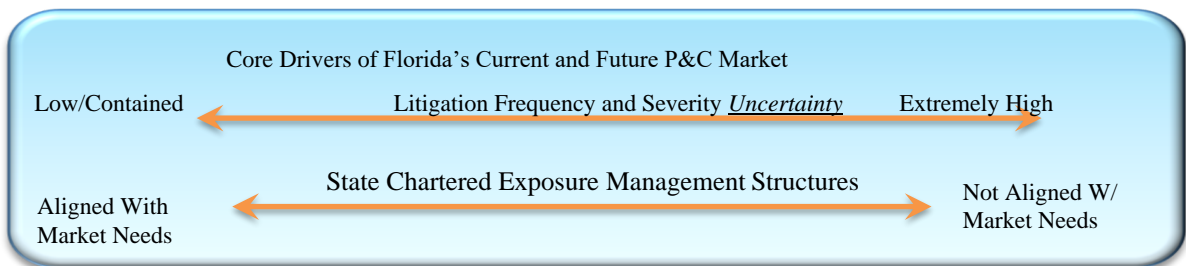 Core Drivers of Florida's Current and Future P&C Market
Low/Contained Litigation Frequency and Severity Uncertainty Extremely High
State Chartered Exposure Management Structures
Aligned With
Market Needs
Not Aligned W/
Market Needs